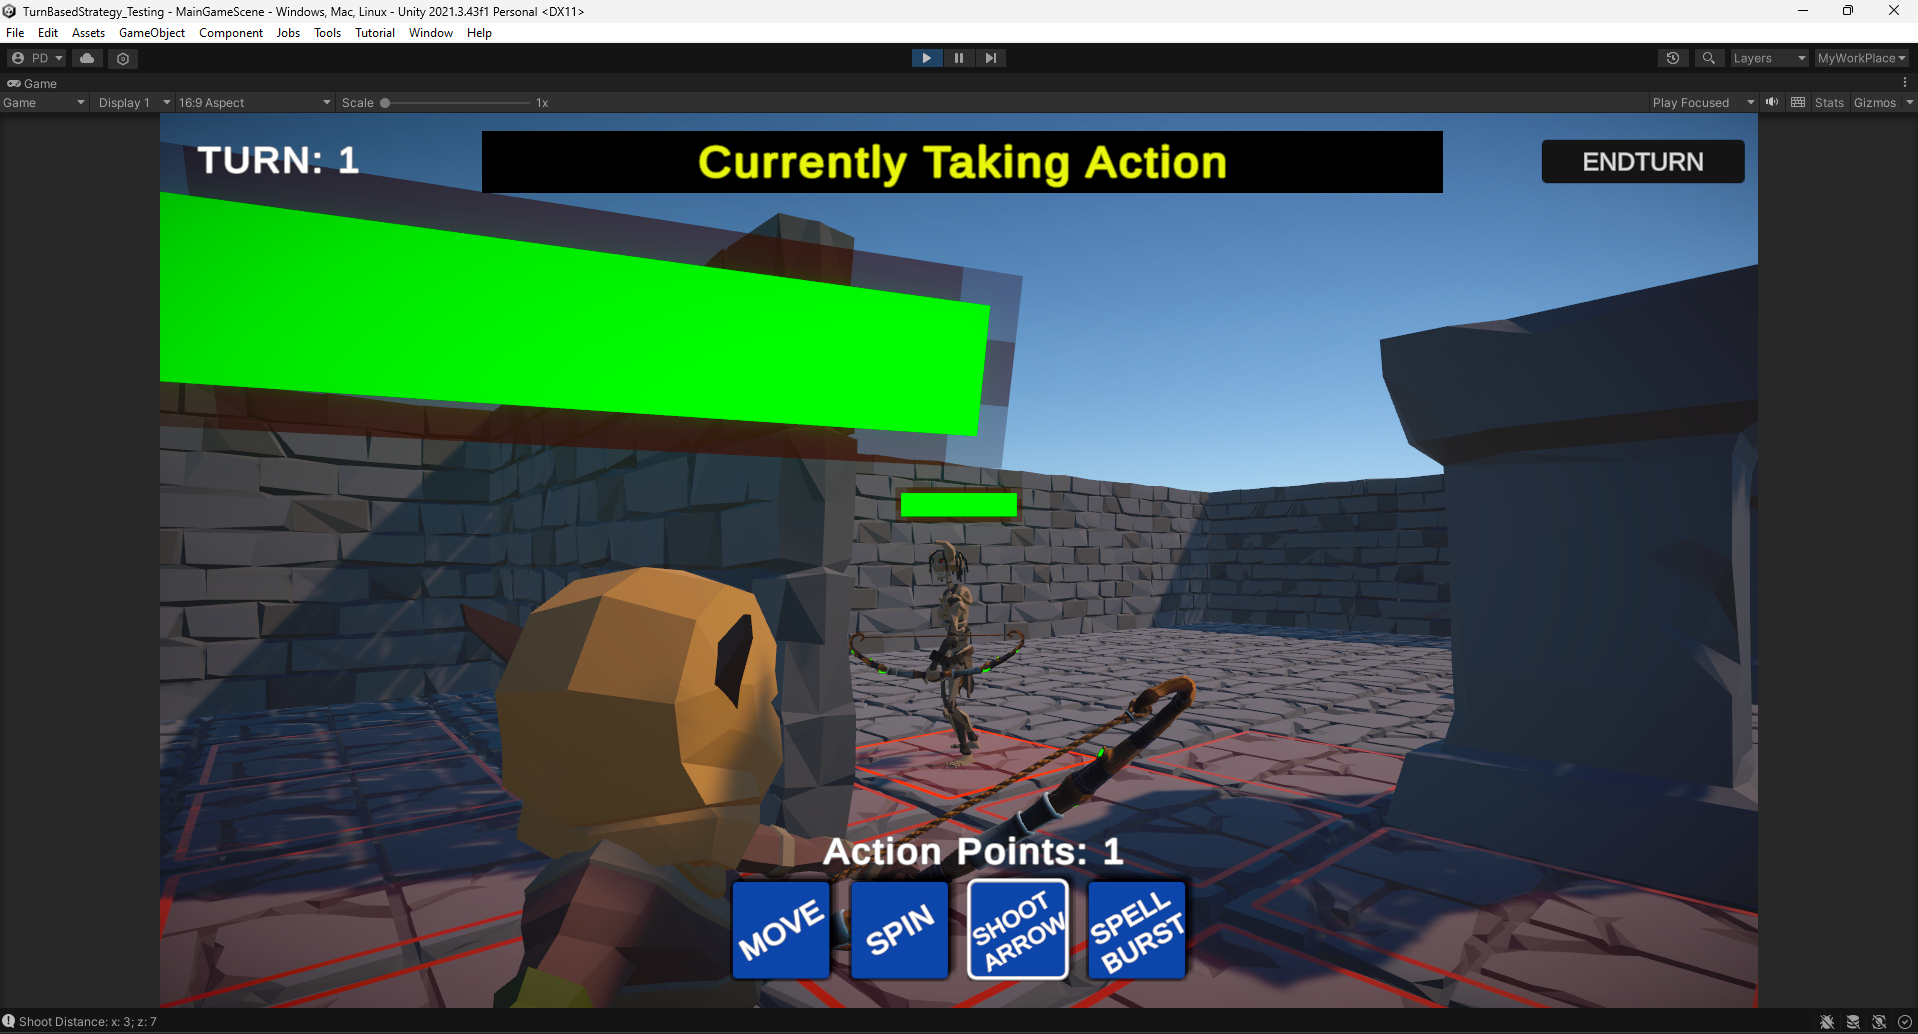 TurnBasedStrategy_Testing - MainGameScene - Windows, Mac, Linux - Unity 2021.3.43f1 Personal <DX11>
File Edit Assets GameObject Component Jobs Tools Tutorial Window Help
PD Layers MyWorkPlace
Game
Game Display 1 16:9 Aspect Scale 1x Play Focused Stats Gizmos
TURN: 1
Currently Taking Action
ENDTURN
Action Points: 1
MOVE
SPIN
SHOOT
ARROW
SPELL
BURST
Shoot Distance: x: 3; z: 7